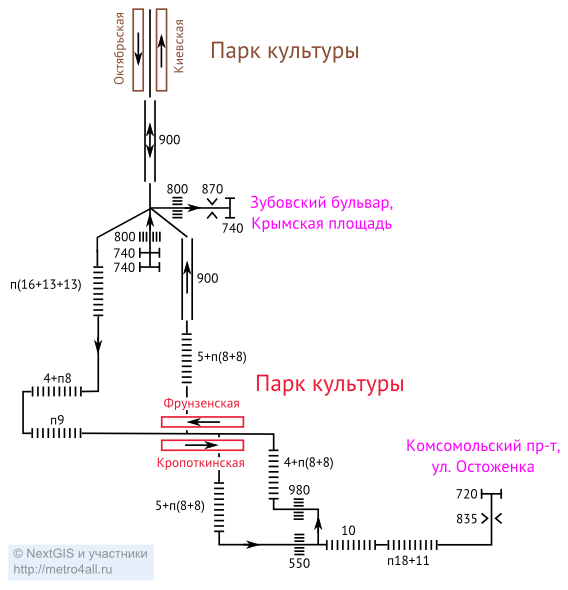 Октябрьская
Киевская
Парк культуры
900
800
870
Зубовский бульвар,
Крымская площадь
740
800
740
740
900
п(16+13+13)
5+п(8+8)
4+п8
Парк культуры
Фрунзенская
п9
Кропоткинская
Комсомольский пр-т,
ул. Остоженка
4+п(8+8)
980
720
5+п(8+8)
835
10
550
п18+11
© NextGIS и участники
http://metro4all.ru